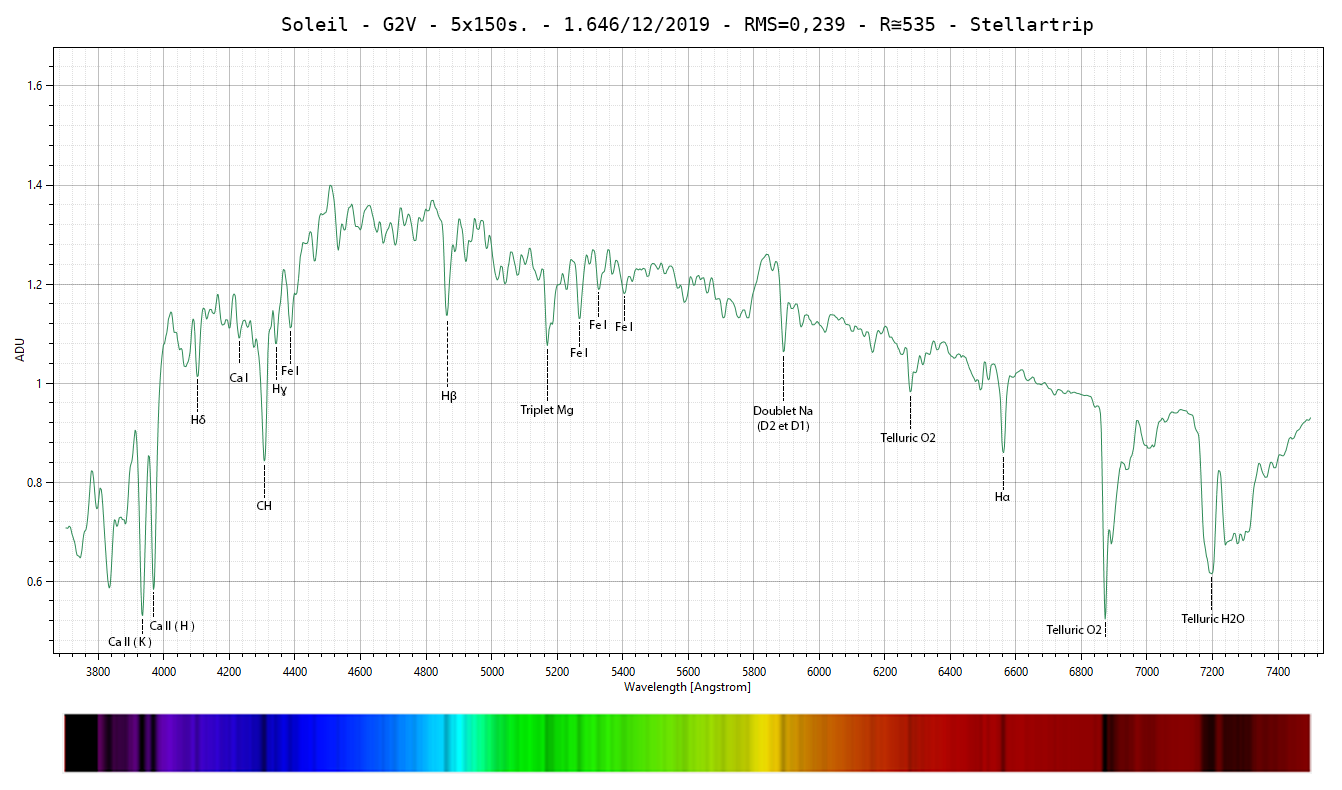 Soleil - G2V - 5x150s. - 1.646/12/2019 - RMS=0,239 - R≅535 - Stellartrip
1.6
1.4
1.2
1
0.8
0.6
ADU
Ca I
Fe I
Hγ
Hδ
CH
Ca II ( H )
Ca II ( K )
Hβ
Triplet Mg
Fe I
Fe I
Fe I
Doublet Na
(D2 et D1)
Telluric O2
Hα
Telluric O2
Telluric H2O
3800 4000 4200 4400 4600 4800 5000 5200 5400 5600 5800 6000 6200 6400 6600 6800 7000 7200 7400
Wavelength [Angstrom]